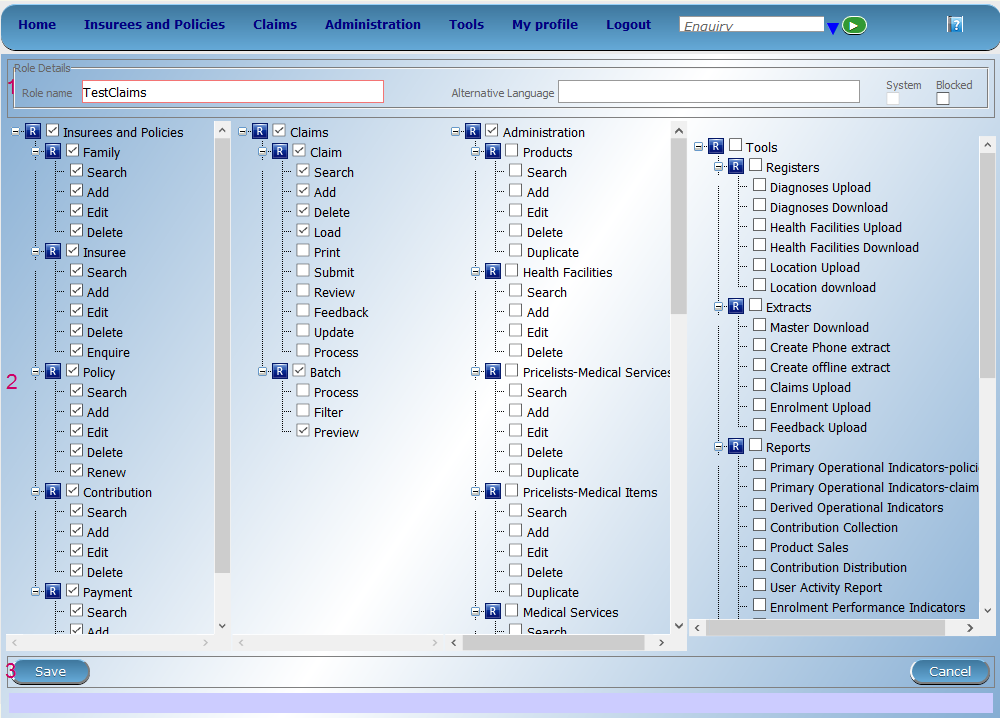 Home Insurees and Policies Claims Administration Tools My profile Logout Enquiry ?
Role Details
1 Role name TestClaims Alternative Language System Blocked
R Insurees and Policies
R Family
Search
Add
Edit
Delete
R Insuree
Search
Add
Edit
Delete
Enquire
2
R Policy
Search
Add
Edit
Delete
Renew
R Contribution
Search
Add
Edit
Delete
R Payment
Search
Add
R Claims
R Claim
Search
Add
Delete
Load
Print
Submit
Review
Feedback
Update
Process
R Batch
Process
Filter
Preview
R Administration
R Products
Search
Add
Edit
Delete
Duplicate
R Health Facilities
Search
Add
Edit
Delete
R Pricelists-Medical Services
Search
Add
Edit
Delete
Duplicate
R Pricelists-Medical Items
Search
Add
Edit
Delete
Duplicate
R Medical Services
Search
R Tools
R Registers
Diagnoses Upload
Diagnoses Download
Health Facilities Upload
Health Facilities Download
Location Upload
Location download
R Extracts
Master Download
Create Phone extract
Create offline extract
Claims Upload
Enrolment Upload
Feedback Upload
R Reports
Primary Operational Indicators-polici
Primary Operational Indicators-claim
Derived Operational Indicators
Contribution Collection
Product Sales
Contribution Distribution
User Activity Report
Enrolment Performance Indicators
3 Save Cancel